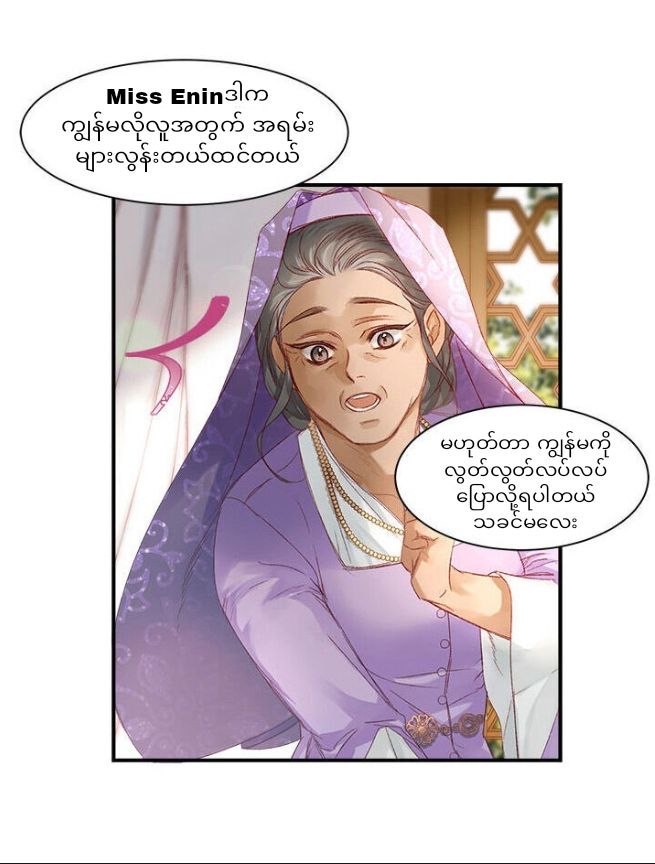 Miss Eninဒါက
ကျွန်မလိုလူအတွက် အရမ်း
များလွန်းတယ်ထင်တယ်
မဟုတ်တာ ကျွန်မကို
လွတ်လွတ်လပ်လပ်
ပြောလို့ရပါတယ်
သခင်မလေး